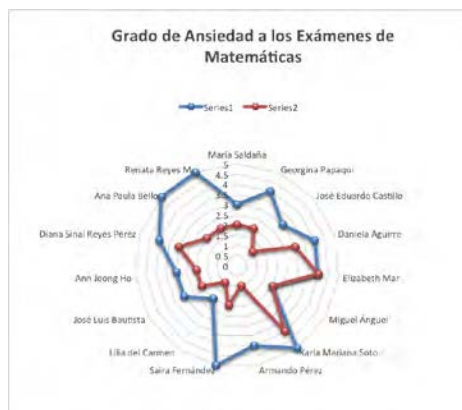 Grado de Ansiedad a los Exámenes de
Matemáticas
Series1
Series2
María Saldaña
Renata Reyes M
Georgina Papaqui
Ana Paula Bello
José Eduardo Castillo
Diana Sinai Reyes Pérez
Daniela Aguirre
Ann Jeong Ho
Elizabeth Mar
José Luis Bautista
Miguel Anguel
Lilia del Carmen
Karla Mariana Soto
Saira Fernández
Armando Pérez
5
4.5
4
3.5
3
2.5
2
1.5
1
0.5
0